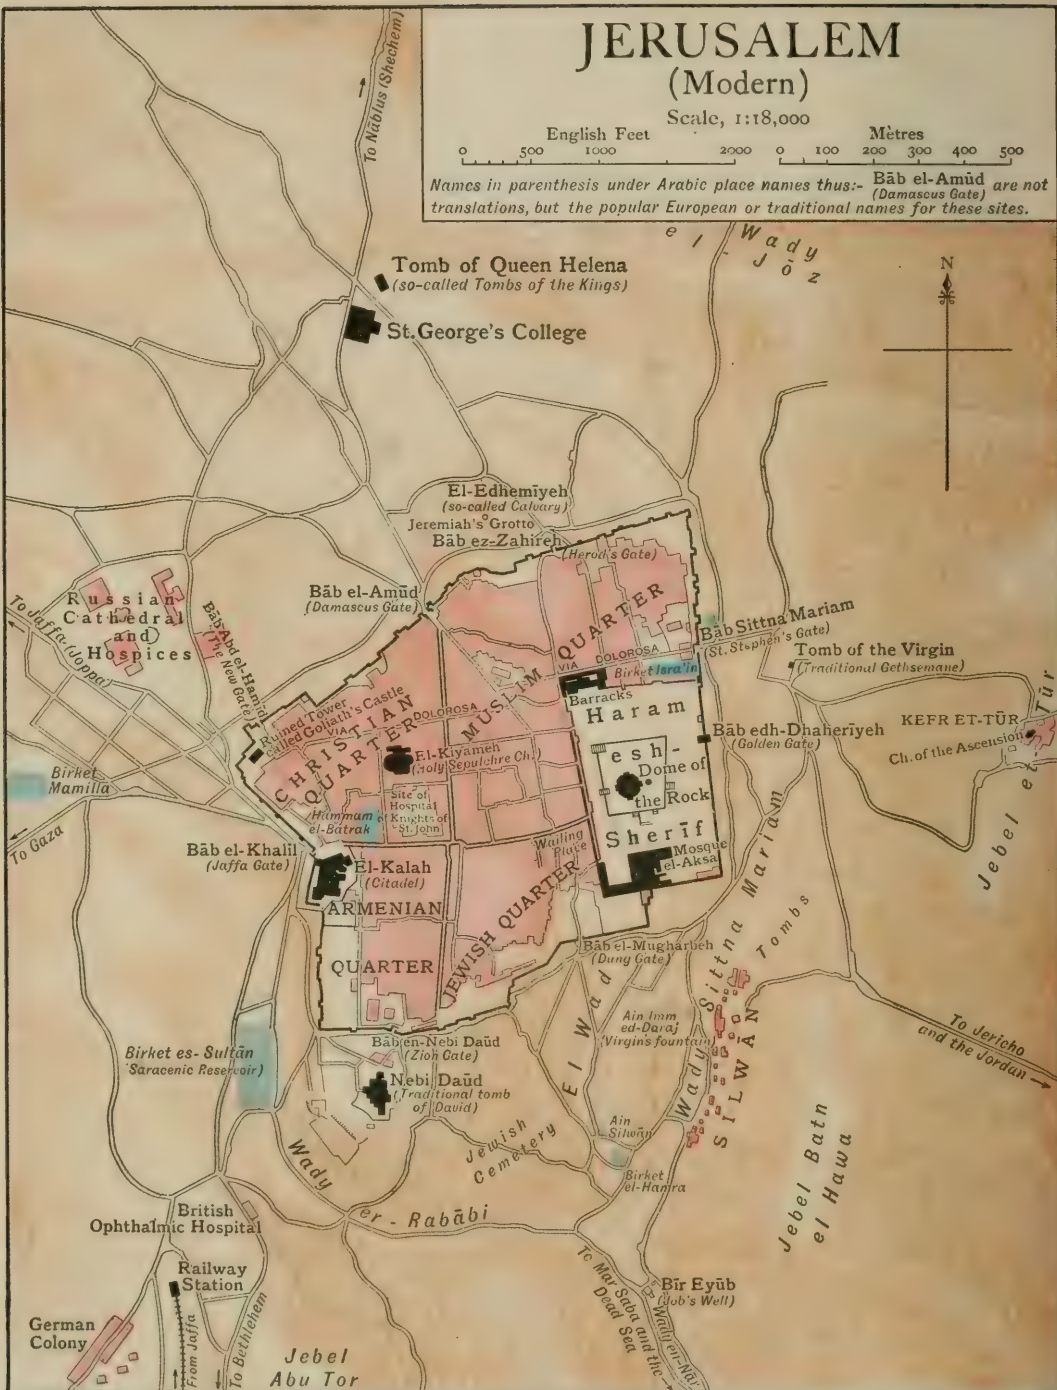 JERUSALEM
(Modern)
Scale, 1:18,000
English Feet
Mètres
0 500 1000 2000 0 100 200 300 400 500
Names in parenthesis under Arabic place names thus:- Bāb el-Amūd are not
(Damascus Gate)
translations, but the popular European or traditional names for these sites.
To Nāblus (Shechem)
el-Wady
Jōz
N
Tomb of Queen Helena
(so-called Tombs of the Kings)
St. George's College
El-Edhemīyeh
(so-called Calvary)
Jeremiah's Grotto
Bāb ez-Zahireh
(Herod's Gate)
Bāb el-Amūd
(Damascus Gate)
Russian
Cathedral
and
Hospices
To Jaffa (Joppa)
Bāb Abd el-Hamid
(The New Gate)
Ruined Tower
called Goliath's Castle
VIA DOLOROSA
CHRISTIAN
QUARTER
MUSLIM QUARTER
VIA DOLOROSA
Birket Isra'in
Bāb Sittna Mariam
(St. Stephen's Gate)
Tomb of the Virgin
(Traditional Gethsemane)
Barracks
Haram
esh-
Sherīf
Dome of
the Rock
Mosque
el-Aksa
Bāb edh-Dhaherīyeh
(Golden Gate)
KEFR ET-TŪR
Ch. of the Ascension
Jebel et-Tūr
El-Kiyameh
(Holy Sepulchre Ch.)
Site of
Hospital
of Knights of
St. John
Hammam
el-Batrak
Birket
Mamilla
To Gaza
Bāb el-Khalīl
(Jaffa Gate)
El-Kalah
(Citadel)
ARMENIAN
QUARTER
JEWISH QUARTER
Wailing
Place
Bāb el-Mugharbeh
(Dung Gate)
El Wad
Wady Sittna Mariam
Tombs
SILWĀN
Ain Imm
ed-Daraj
(Virgin's fountain)
To Jericho
and the Jordan
Birket es-Sultān
(Saracenic Reservoir)
Bāb en-Nebi Daūd
(Zion Gate)
Nebi Daūd
(Traditional tomb
of David)
Jewish
Cemetery
Ain
Silwān
Birket
el-Hamra
Jebel Batn
el Hawa
Wady
er-Rabābi
British
Ophthalmic Hospital
Railway
Station
German
Colony
From Jaffa
To Bethlehem
Jebel
Abu Tor
To Mar Saba and the
Dead Sea
Bīr Eyūb
(Job's Well)
Wady en-Nār